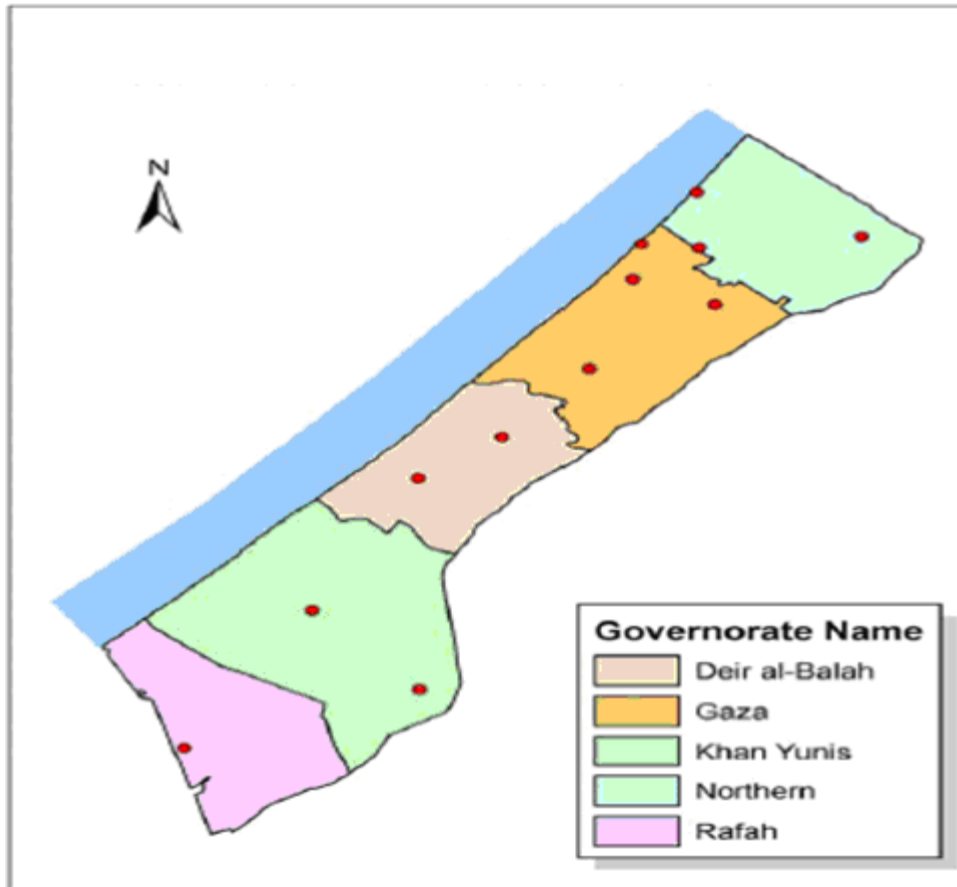 N
Governorate Name
Deir al-Balah
Gaza
Khan Yunis
Northern
Rafah